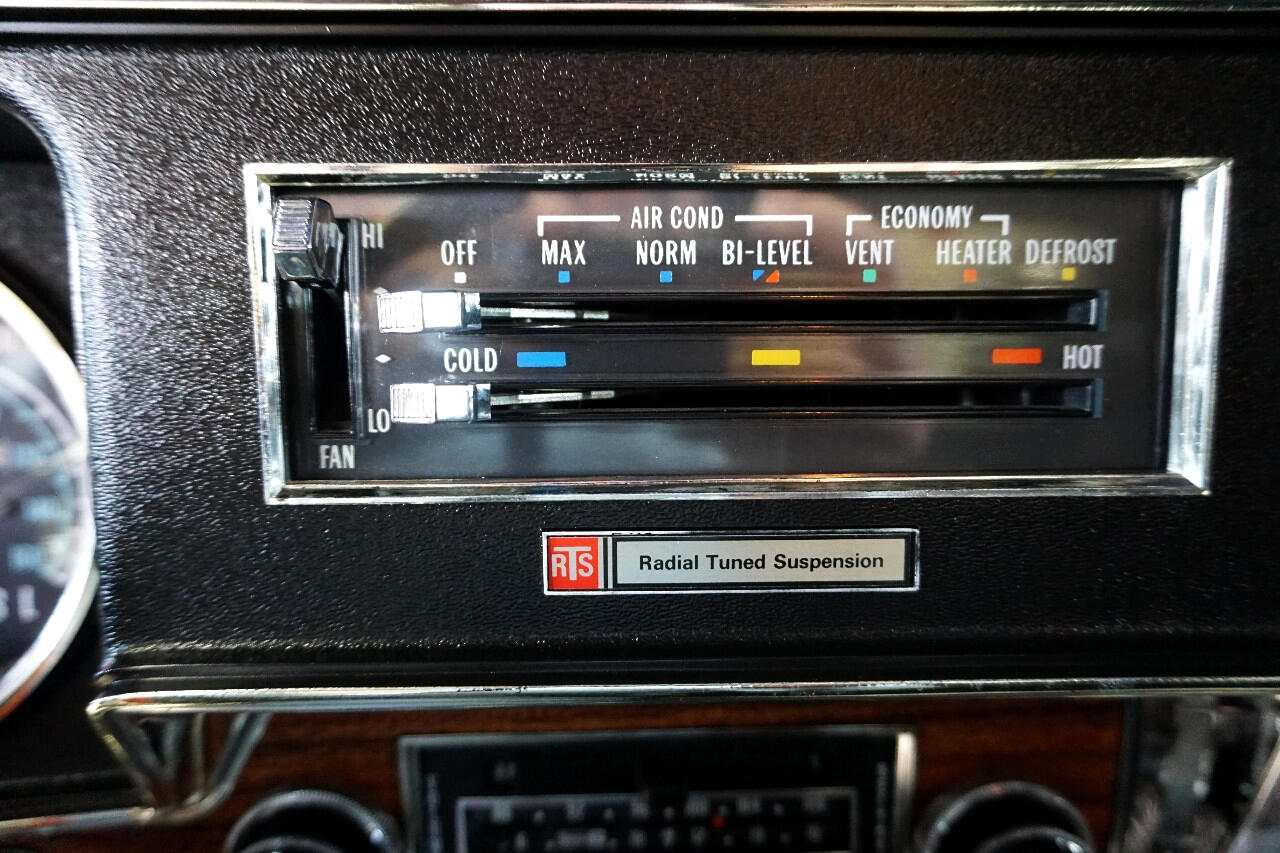 AIR COND ECONOMY
HI OFF MAX NORM BI-LEVEL VENT HEATER DEFROST
COLD HOT
LO
FAN
RTS Radial Tuned Suspension